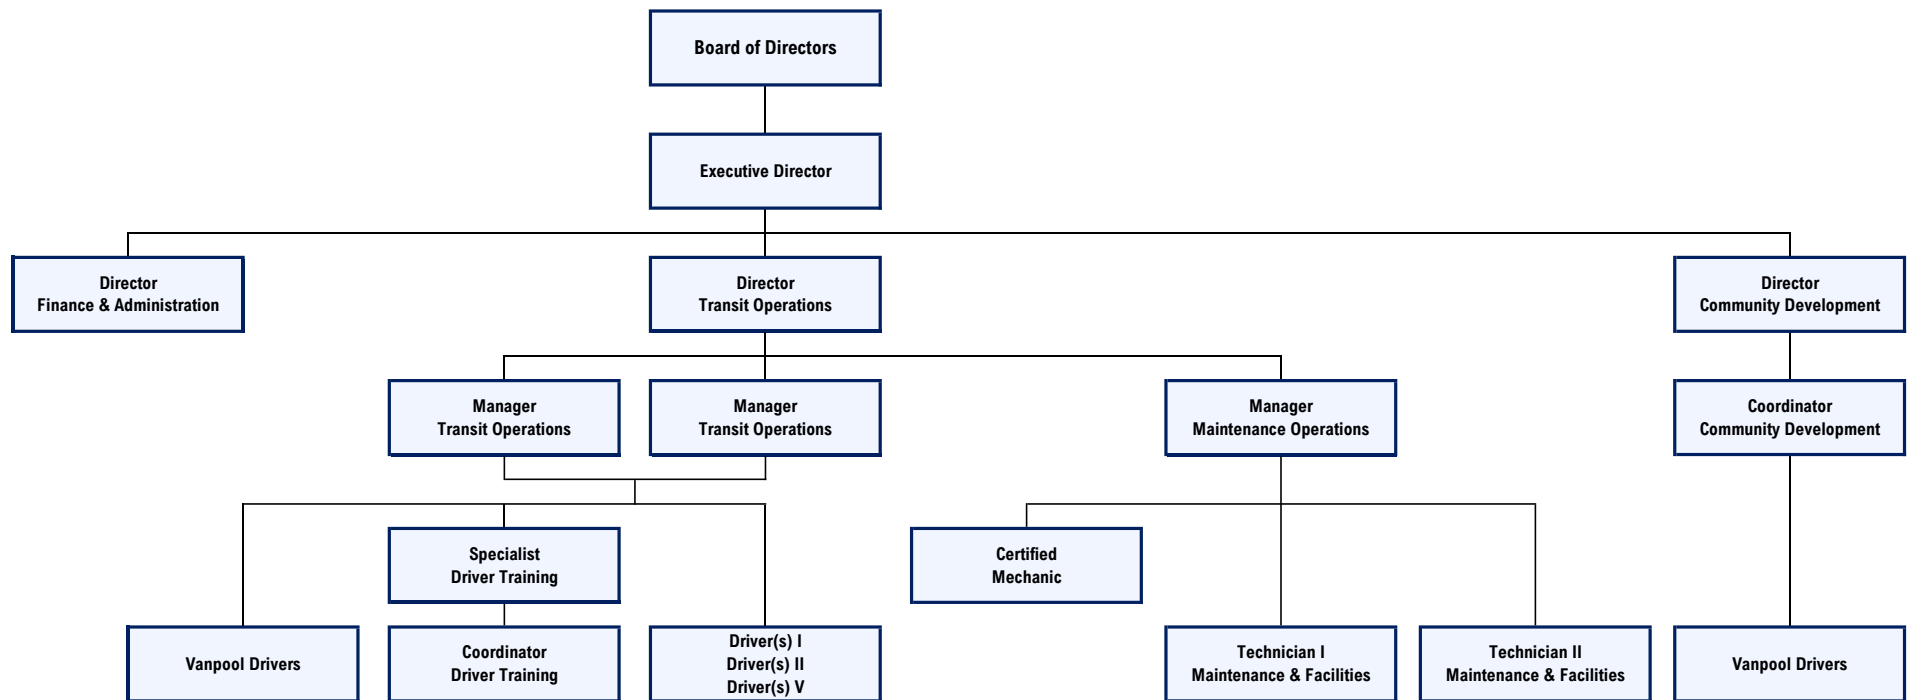 Board of Directors
Executive Director
Director
Finance & Administration
Director
Transit Operations
Director
Community Development
Manager
Transit Operations
Manager
Transit Operations
Manager
Maintenance Operations
Coordinator
Community Development
Specialist
Driver Training
Certified
Mechanic
Vanpool Drivers
Coordinator
Driver Training
Driver(s) I
Driver(s) II
Driver(s) V
Technician I
Maintenance & Facilities
Technician II
Maintenance & Facilities
Vanpool Drivers